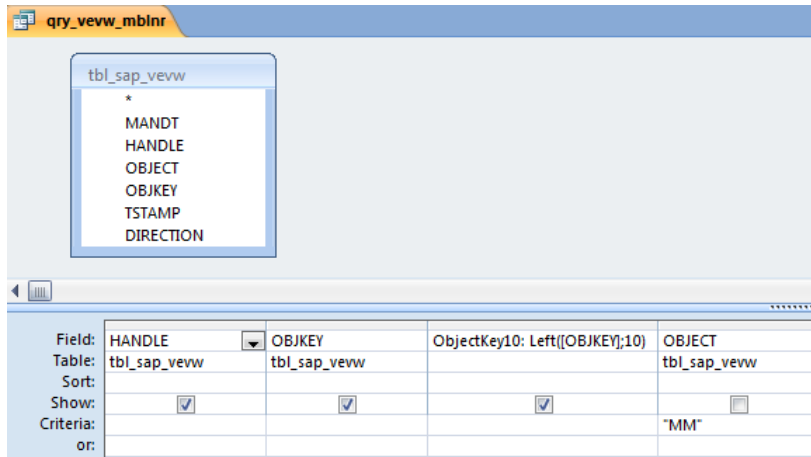 qry_vevw_mblnr
tbl_sap_vevw
*
MANDT
HANDLE
OBJECT
OBJKEY
TSTAMP
DIRECTION
Field: HANDLE OBJKEY ObjectKey10: Left([OBJKEY];10) OBJECT
Table: tbl_sap_vevw tbl_sap_vevw tbl_sap_vevw
Sort:
Show:
Criteria: "MM"
or: